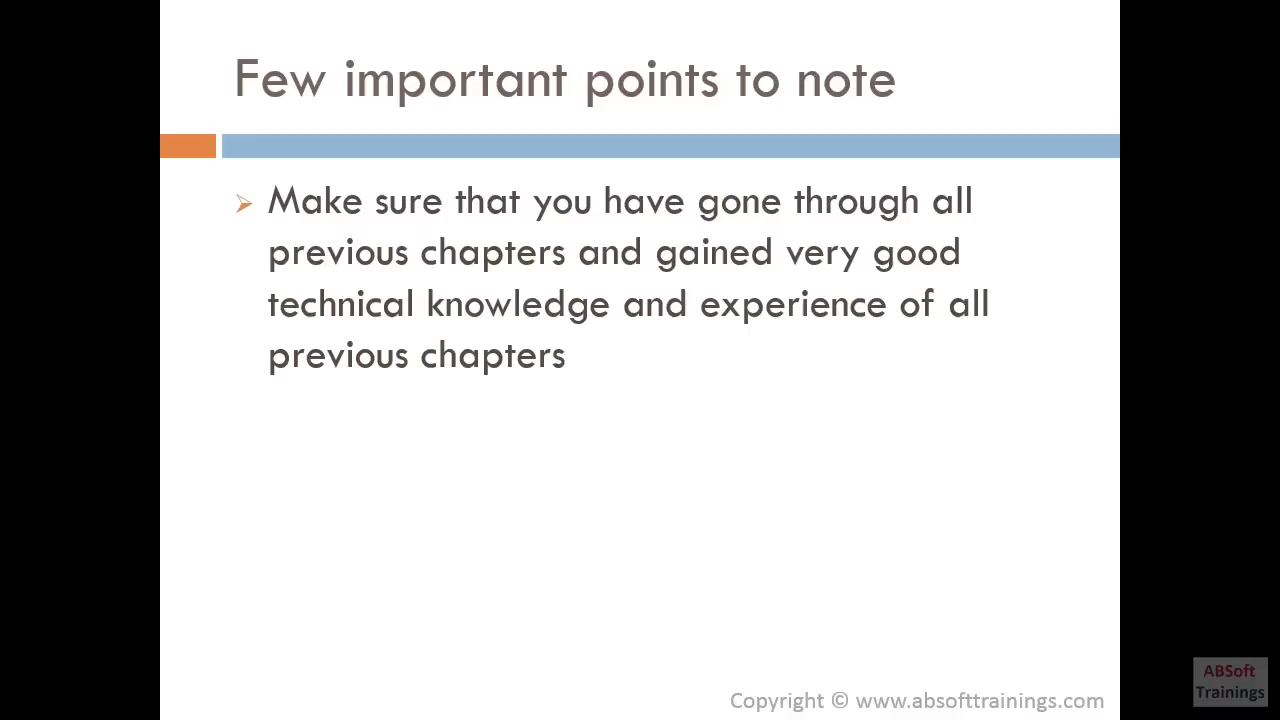 Few important points to note
Make sure that you have gone through all
previous chapters and gained very good
technical knowledge and experience of all
previous chapters
Copyright © www.absofttrainings.com
ABSoft
Trainings